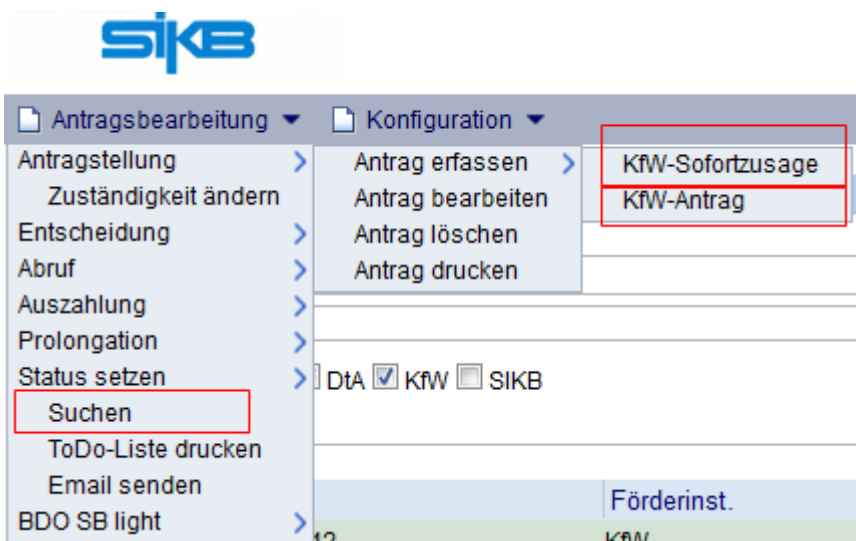 SIKB
Antragsbearbeitung Konfiguration
Antragstellung Antrag erfassen KfW-Sofortzusage
Zuständigkeit ändern Antrag bearbeiten KfW-Antrag
Entscheidung Antrag löschen
Abruf Antrag drucken
Auszahlung
Prolongation
Status setzen DtA KfW SIKB
Suchen
ToDo-Liste drucken
Email senden Förderinst.
BDO SB light
KfW